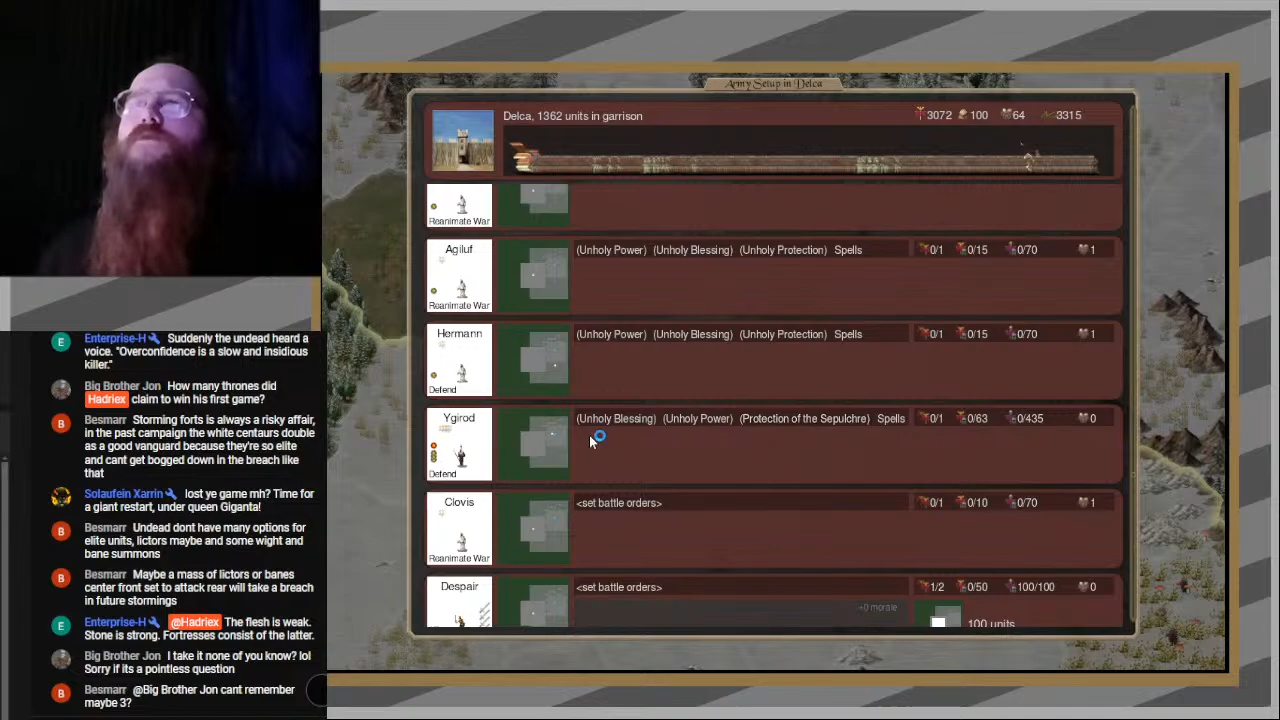 Army Setup in Delca
Delca, 1362 units in garrison
3072 100 64 3315
Reanimate War
Agiluf
(Unholy Power) (Unholy Blessing) (Unholy Protection) Spells
0/1 0/15 0/70 1
Reanimate War
Hermann
(Unholy Power) (Unholy Blessing) (Unholy Protection) Spells
0/1 0/15 0/70 1
Defend
Ygirod
(Unholy Blessing) (Unholy Power) (Protection of the Sepulchre) Spells
0/1 0/63 0/435 0
Defend
Clovis
<set battle orders>
0/1 0/10 0/70 1
Reanimate War
Despair
<set battle orders>
1/2 0/50 100/100 0
+0 morale
100 units
E Enterprise-H Suddenly the undead heard a
voice. "Overconfidence is a slow and insidious
killer."
Big Brother Jon How many thrones did
Hadriex claim to win his first game?
B Besmarr Storming forts is always a risky affair,
in the past campaign the white centaurs double
as a good vanguard because they're so elite
and cant get bogged down in the breach like
that
Solaufein Xarrin lost ye game mh? Time for
a giant restart, under queen Giganta!
B Besmarr Undead dont have many options for
elite units, lictors maybe and some wight and
bane summons
B Besmarr Maybe a mass of lictors or banes
center front set to attack rear will take a breach
in future stormings
E Enterprise-H @Hadriex The flesh is weak.
Stone is strong. Fortresses consist of the latter.
Big Brother Jon I take it none of you know? lol
Sorry if its a pointless question
B Besmarr @Big Brother Jon cant remember
maybe 3?